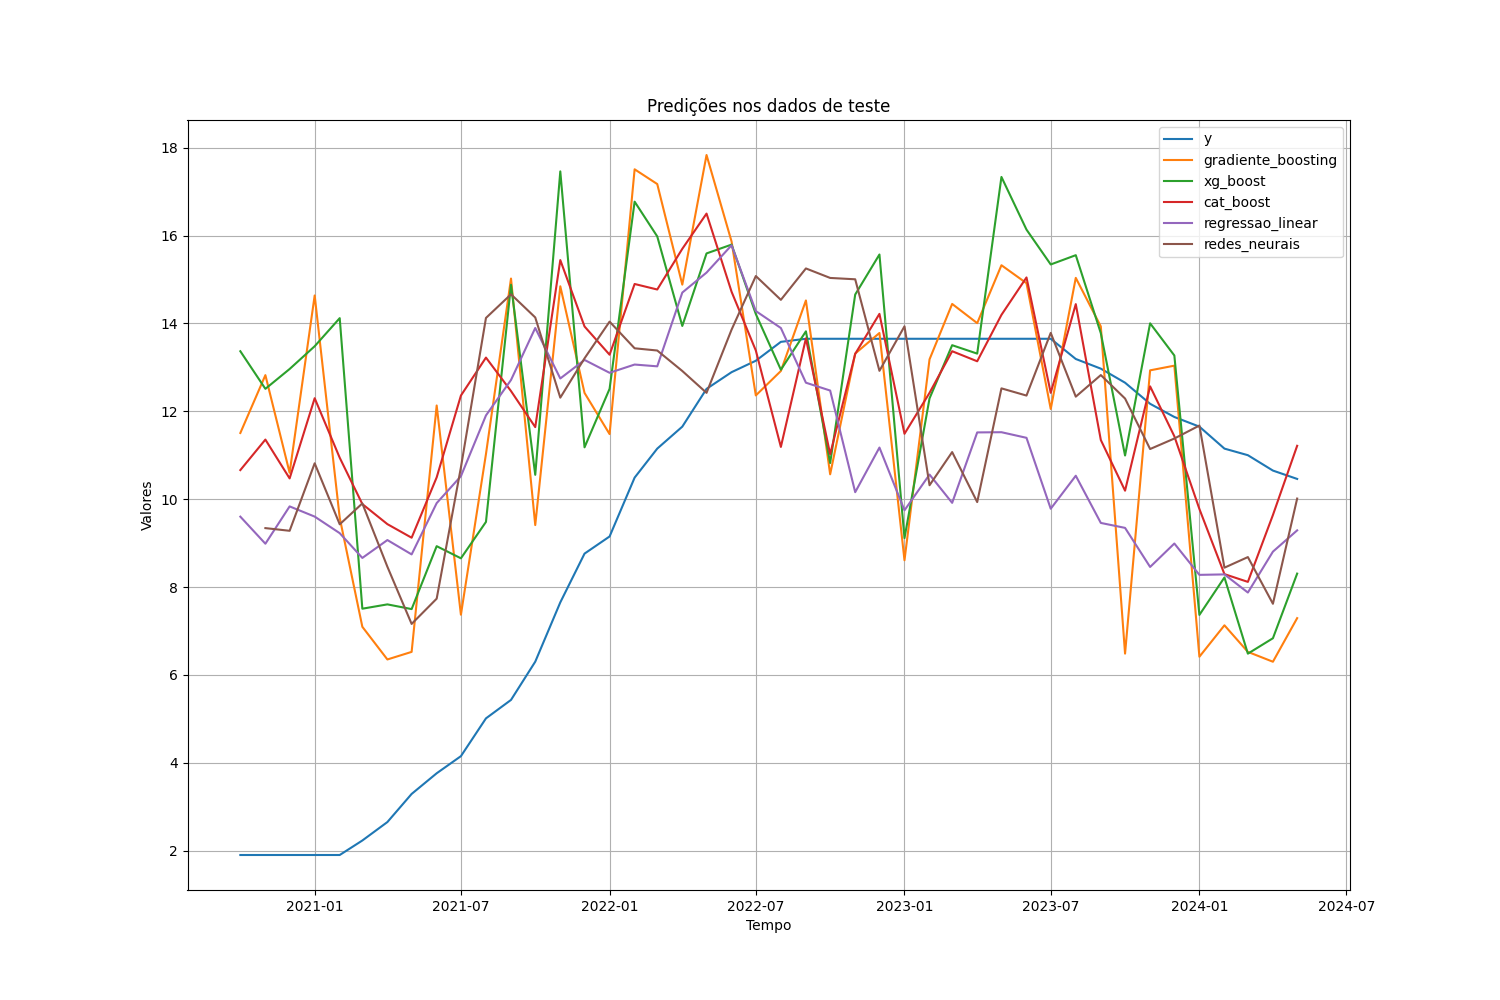 Predições nos dados de teste
y
gradiente_boosting
xg_boost
cat_boost
regressao_linear
redes_neurais
Valores
18
16
14
12
10
8
6
4
2
2021-01
2021-07
2022-01
2022-07
2023-01
2023-07
2024-01
2024-07
Tempo